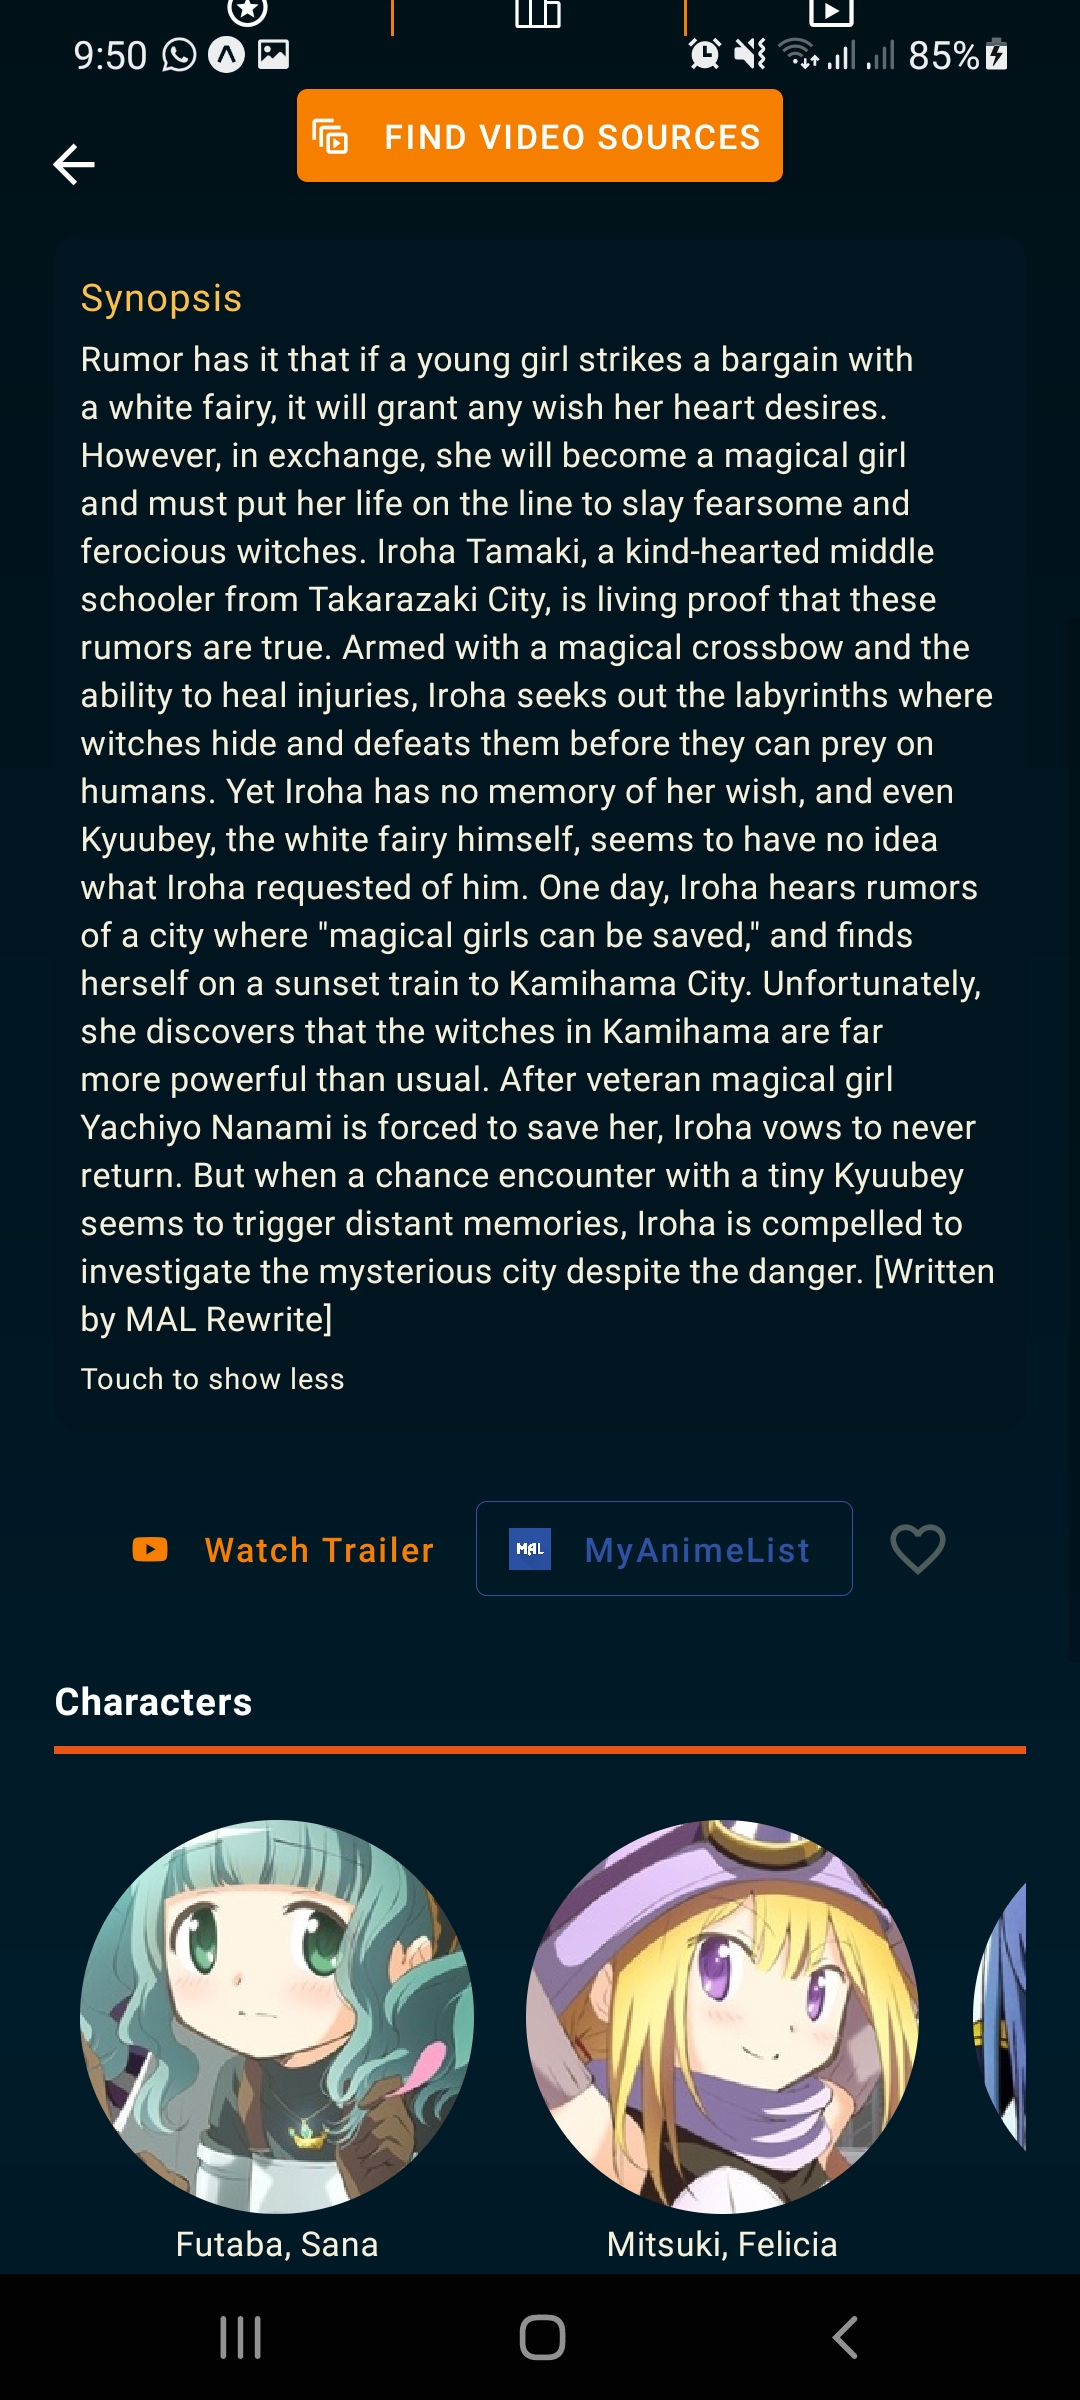 9:50
85%
FIND VIDEO SOURCES
Synopsis
Rumor has it that if a young girl strikes a bargain with
a white fairy, it will grant any wish her heart desires.
However, in exchange, she will become a magical girl
and must put her life on the line to slay fearsome and
ferocious witches. Iroha Tamaki, a kind-hearted middle
schooler from Takarazaki City, is living proof that these
rumors are true. Armed with a magical crossbow and the
ability to heal injuries, Iroha seeks out the labyrinths where
witches hide and defeats them before they can prey on
humans. Yet Iroha has no memory of her wish, and even
Kyuubey, the white fairy himself, seems to have no idea
what Iroha requested of him. One day, Iroha hears rumors
of a city where "magical girls can be saved," and finds
herself on a sunset train to Kamihama City. Unfortunately,
she discovers that the witches in Kamihama are far
more powerful than usual. After veteran magical girl
Yachiyo Nanami is forced to save her, Iroha vows to never
return. But when a chance encounter with a tiny Kyuubey
seems to trigger distant memories, Iroha is compelled to
investigate the mysterious city despite the danger. [Written
by MAL Rewrite]
Touch to show less
Watch Trailer
MAL MyAnimeList
Characters
Futaba, Sana
Mitsuki, Felicia